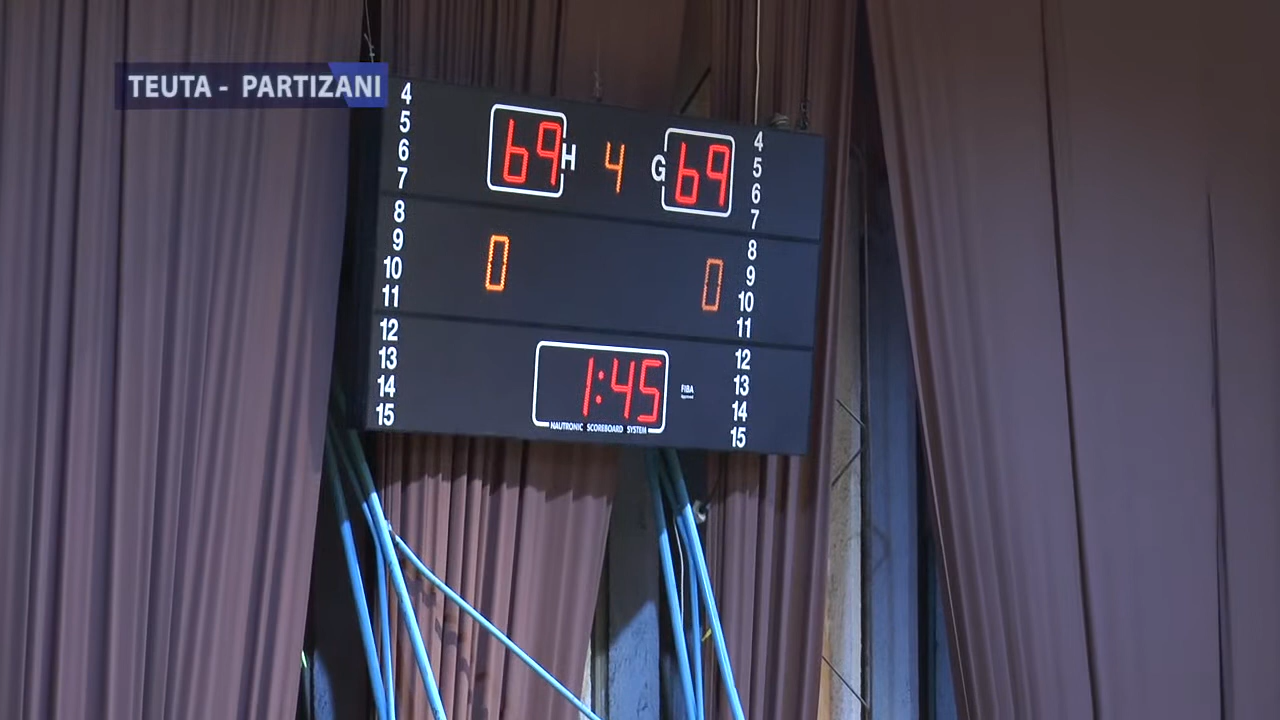 TEUTA - PARTIZANI
4 69 H 4 G 69 4
5 5
6 6
7 7
8 8
9 0 0 9
10 10
11 11
12 12
13 1:45 FIBA 13
14 14
15 NAUTRONIC SCOREBOARD SYSTEM 15